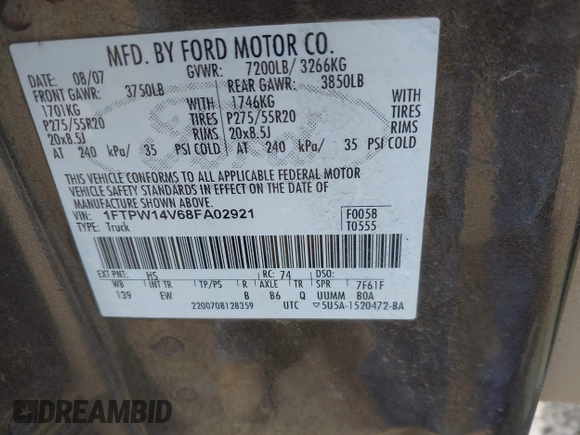 MFD. BY FORD MOTOR CO.
DATE: 08/07 GVWR: 7200LB/ 3266KG
FRONT GAWR: 3750LB REAR GAWR: 3850LB
1701KG WITH 1746KG WITH
P275/55R20 TIRES P275/55R20 TIRES
20x8.5J RIMS 20x8.5J RIMS
AT 240 kPa/ 35 PSI COLD AT 240 kPa/ 35 PSI COLD
THIS VEHICLE CONFORMS TO ALL APPLICABLE FEDERAL MOTOR
VEHICLE SAFETY STANDARDS IN EFFECT ON THE DATE OF
MANUFACTURE SHOWN ABOVE.
VIN: 1FTPW14V68FA02921 F0058
TYPE: Truck T0555
EXT PNT: HS RC: 74 DSO:
WB INT TR TP/PS R AXLE TR SPR 7F61F
139 EW B B6 Q UUMM BOA
2200708128359 UTC 5U5A-1520472-BA
DREAMBID